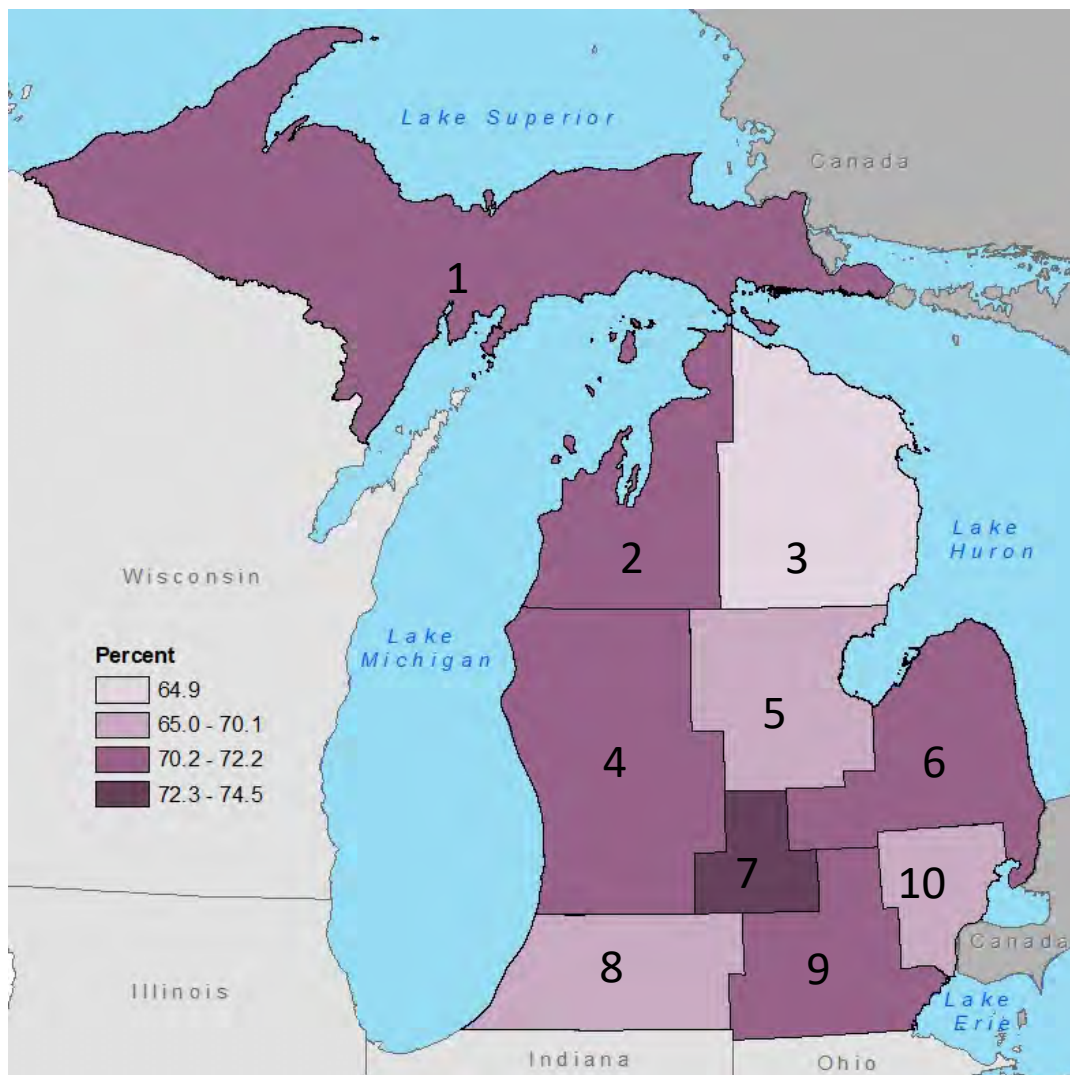 Lake Superior
Canada
1
2
3
Lake
Huron
Wisconsin
Lake
Michigan
Percent
64.9
65.0 - 70.1
70.2 - 72.2
72.3 - 74.5
5
4
6
7
10
Canada
8
9
Illinois
Lake
Erie
Indiana
Ohio